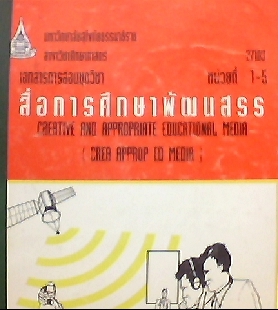 มหาวิทยาลัยสุโขทัยธรรมาธิราช
สาขาวิชาศึกษาศาสตร์
เอกสารการสอนชุดวิชา หน่วยที่ 1-5
สื่อการศึกษาพัฒนสรร
CREATIVE AND APPROPRIATE EDUCATIONAL MEDIA
( CREA APPROP ED MEDIA )